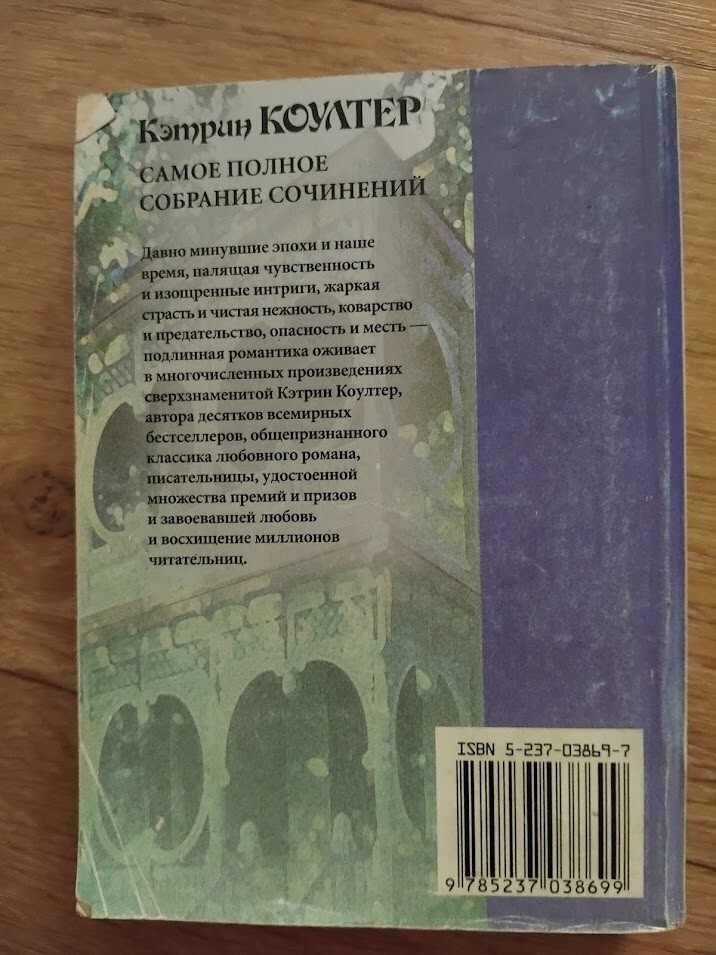 Кэтрин КОУЛТЕР
САМОЕ ПОЛНОЕ
СОБРАНИЕ СОЧИНЕНИЙ
Давно минувшие эпохи и наше
время, палящая чувственность
и изощренные интриги, жаркая
страсть и чистая нежность, коварство
и предательство, опасность и месть —
подлинная романтика оживает
в многочисленных произведениях
сверхзнаменитой Кэтрин Коултер,
автора десятков всемирных
бестселлеров, общепризнанного
классика любовного романа,
писательницы, удостоенной
множества премий и призов
и завоевавшей любовь
и восхищение миллионов
читательниц.
ISBN 5-237-03869-7
9 785237 038699